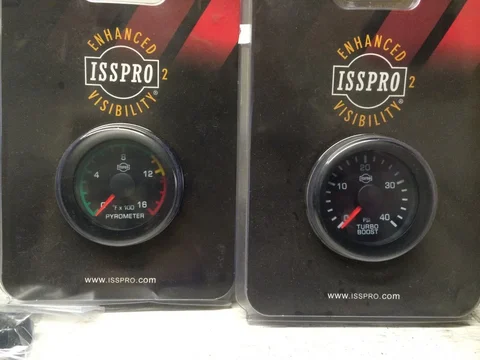 ENHANCED
ISSPRO 2
VISIBILITY®
8
4 12
0 16
°F x 100
PYROMETER
www.ISSPRO.com
ENHANCED
ISSPRO 2
VISIBILITY®
20
10 30
0 40
PSI
TURBO
BOOST
www.ISSPRO.com